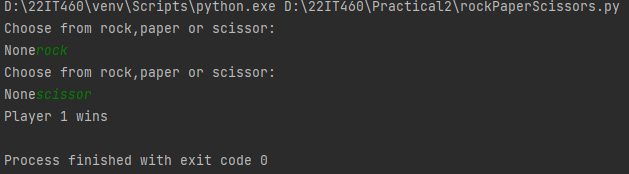 D:\22IT460\venv\Scripts\python.exe D:\22IT460\Practical2\rockPaperScissors.py
Choose from rock,paper or scissor:
Nonerock
Choose from rock,paper or scissor:
Nonescissor
Player 1 wins
Process finished with exit code 0